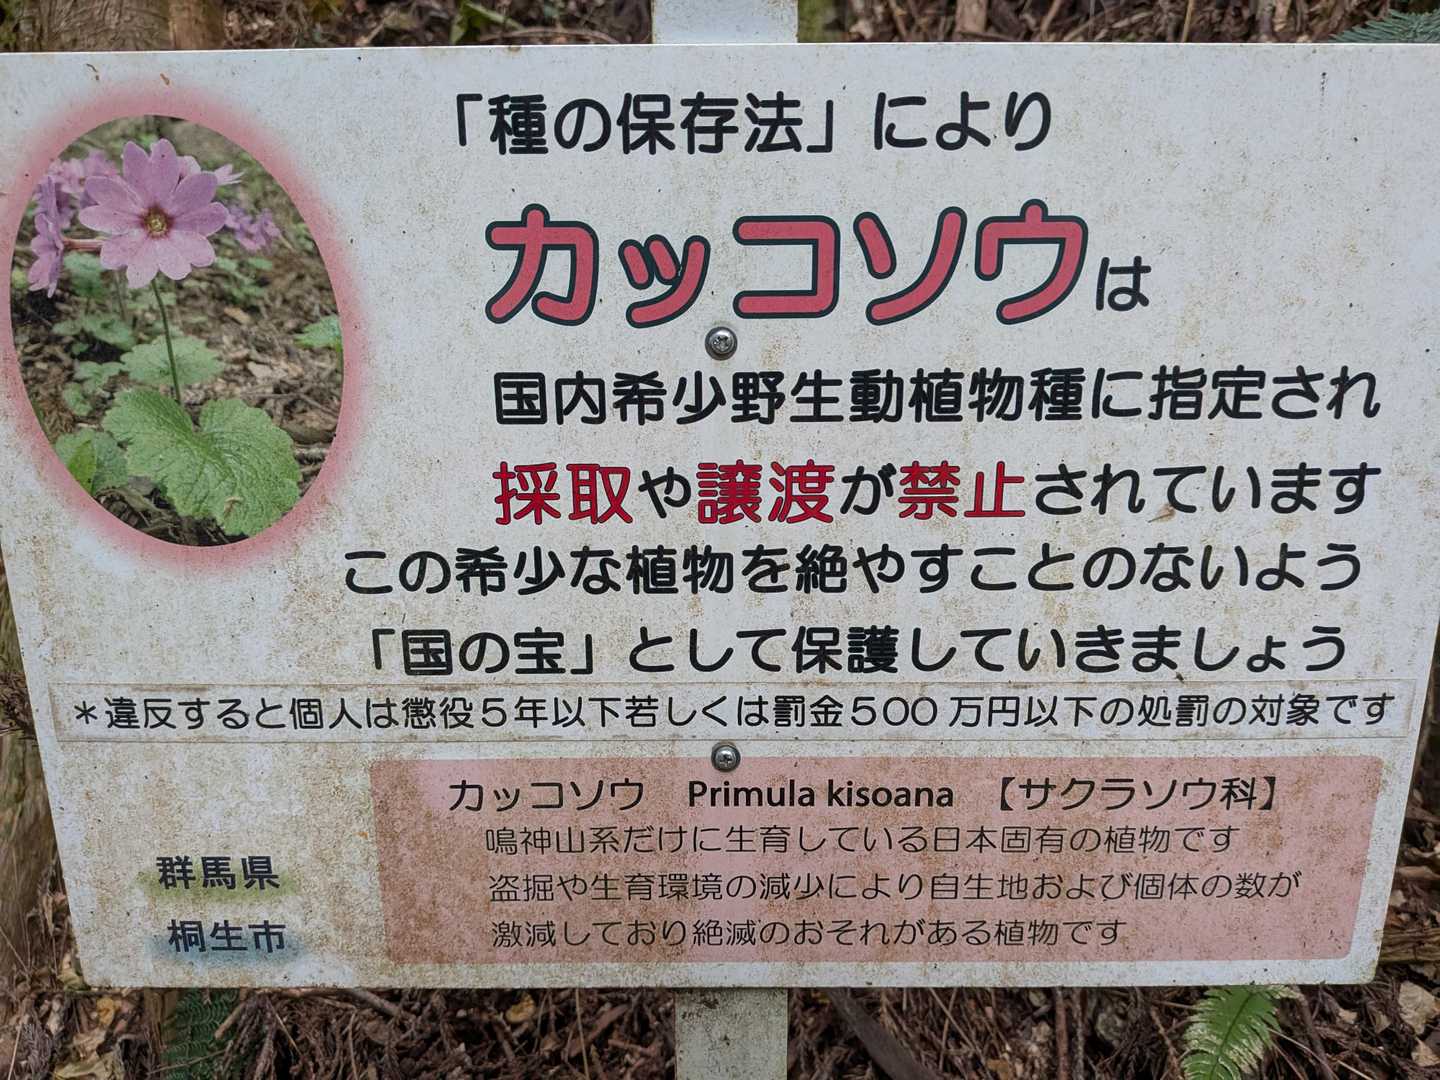 「種の保存法」により
カッコソウは
国内希少野生動植物種に指定され
採取や譲渡が禁止されています
この希少な植物を絶やすことのないよう
「国の宝」として保護していきましょう
＊違反すると個人は懲役５年以下若しくは罰金５００万円以下の処罰の対象です
カッコソウ　Primula kisoana　【サクラソウ科】
鳴神山系だけに生育している日本固有の植物です
盗掘や生育環境の減少により自生地および個体の数が
激減しており絶滅のおそれがある植物です
群馬県
桐生市